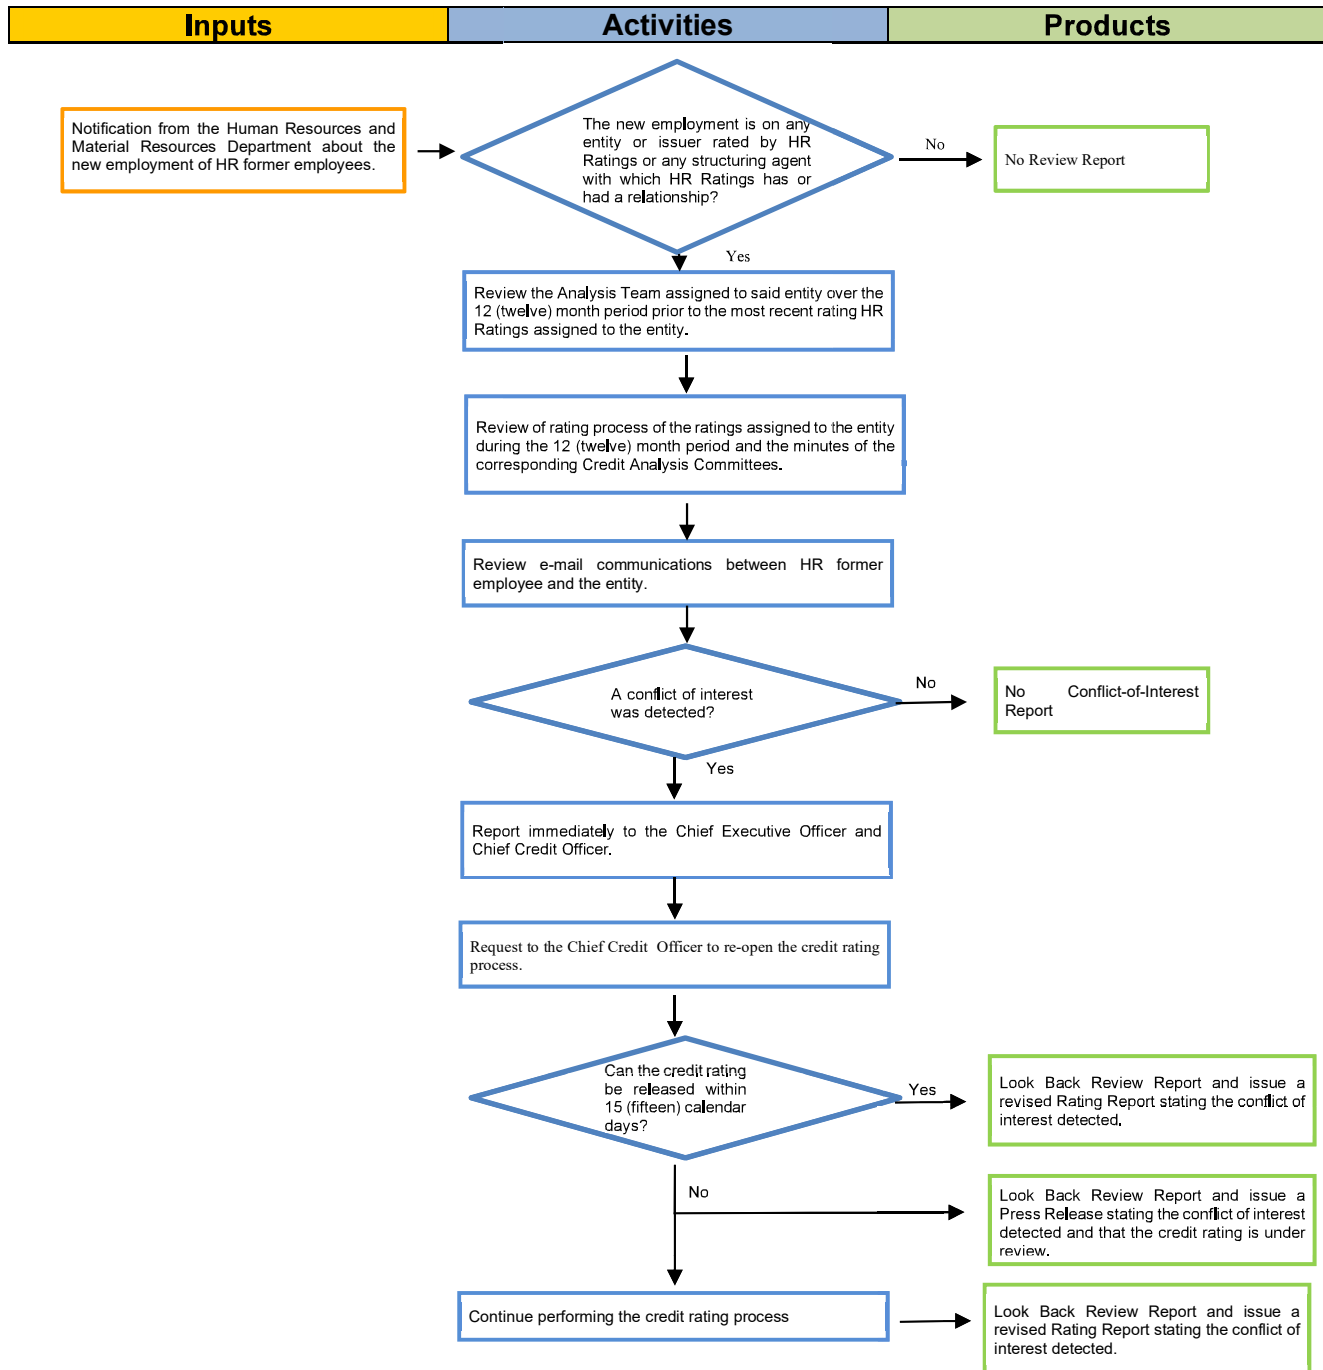 Inputs
Activities
Products
Notification from the Human Resources and
Material Resources Department about the
new employment of HR former employees.
The new employment is on any
entity or issuer rated by HR
Ratings or any structuring agent
with which HR Ratings has or
had a relationship?
No
No Review Report
Yes
Review the Analysis Team assigned to said entity over the
12 (twelve) month period prior to the most recent rating HR
Ratings assigned to the entity.
Review of rating process of the ratings assigned to the entity
during the 12 (twelve) month period and the minutes of the
corresponding Credit Analysis Committees.
Review e-mail communications between HR former
employee and the entity.
A conflict of interest
was detected?
No
No Conflict-of-Interest
Report
Yes
Report immediately to the Chief Executive Officer and
Chief Credit Officer.
Request to the Chief Credit Officer to re-open the credit rating
process.
Can the credit rating
be released within
15 (fifteen) calendar
days?
Yes
Look Back Review Report and issue a
revised Rating Report stating the conflict of
interest detected.
No
Look Back Review Report and issue a
Press Release stating the conflict of interest
detected and that the credit rating is under
review.
Continue performing the credit rating process
Look Back Review Report and issue a
revised Rating Report stating the conflict of
interest detected.